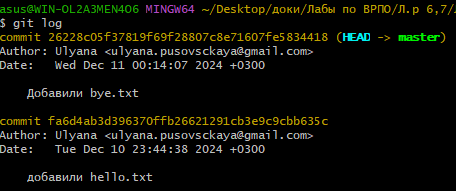 asus@WIN-OL2A3MEN4O6 MINGW64 ~/Desktop/доки/Лабы по ВРПО/Л.р 6,7/
$ git log
commit 26228c05f37819f69f28807c8e71607fe5834418 (HEAD -> master)
Author: Ulyana <ulyana.pusovsckaya@gmail.com>
Date:   Wed Dec 11 00:14:07 2024 +0300
    Добавили bye.txt
commit fa6d4ab3d396370ffb26621291cb3e9c9cbb635c
Author: Ulyana <ulyana.pusovsckaya@gmail.com>
Date:   Tue Dec 10 23:44:38 2024 +0300
    добавили hello.txt